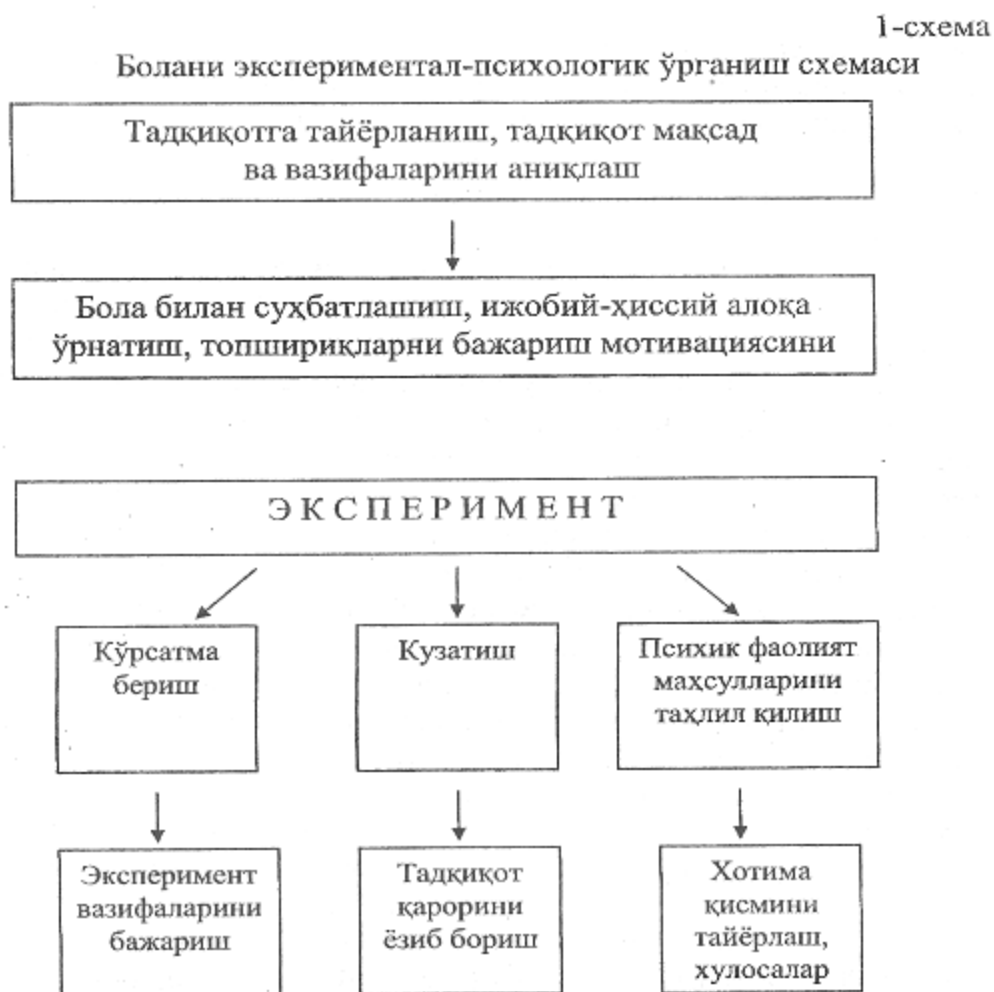 1-схема
Болани экспериментал-психологик ўрганиш схемаси
Тадқиқотга тайёрланиш, тадқиқот мақсад
ва вазифаларини аниқлаш
Бола билан суҳбатлашиш, ижобий-ҳиссий алоқа
ўрнатиш, топшириқларни бажариш мотивациясини
ЭКСПЕРИМЕНТ
Кўрсатма
бериш
Кузатиш
Психик фаолият
маҳсулларини
таҳлил қилиш
Эксперимент
вазифаларини
бажариш
Тадқиқот
қарорини
ёзиб бориш
Хотима
қисмини
тайёрлаш,
хулосалар